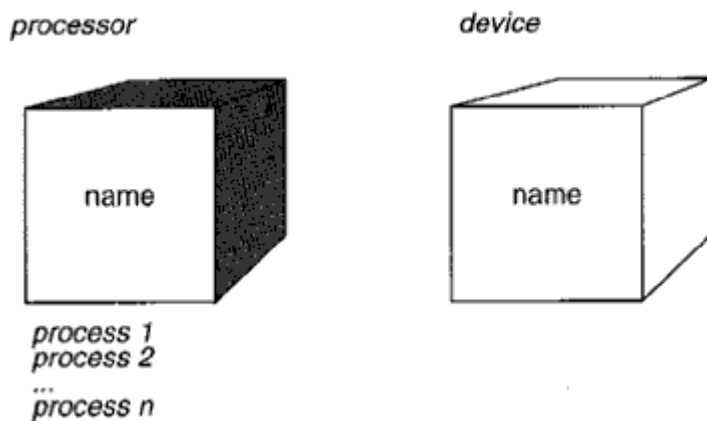 processor
device
name
name
process 1
process 2
...
process n